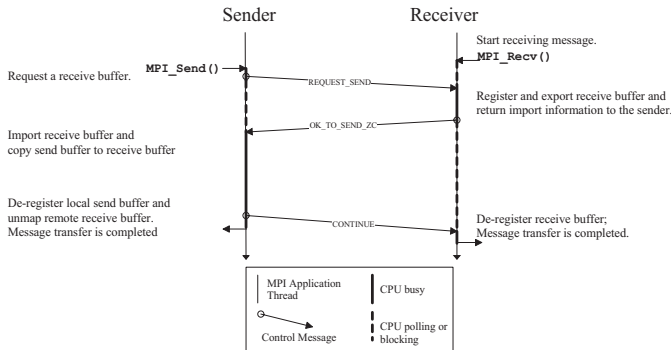 Sender
Receiver
Start receiving message.
MPI_Send()
MPI_Recv()
Request a receive buffer.
REQUEST_SEND
Register and export receive buffer and
return import information to the sender.
OK_TO_SEND_ZC
Import receive buffer and
copy send buffer to receive buffer
De-register local send buffer and
unmap remote receive buffer.
Message transfer is completed
CONTINUE
De-register receive buffer;
Message transfer is completed.
MPI Application
Thread
CPU busy
Control Message
CPU polling or
blocking